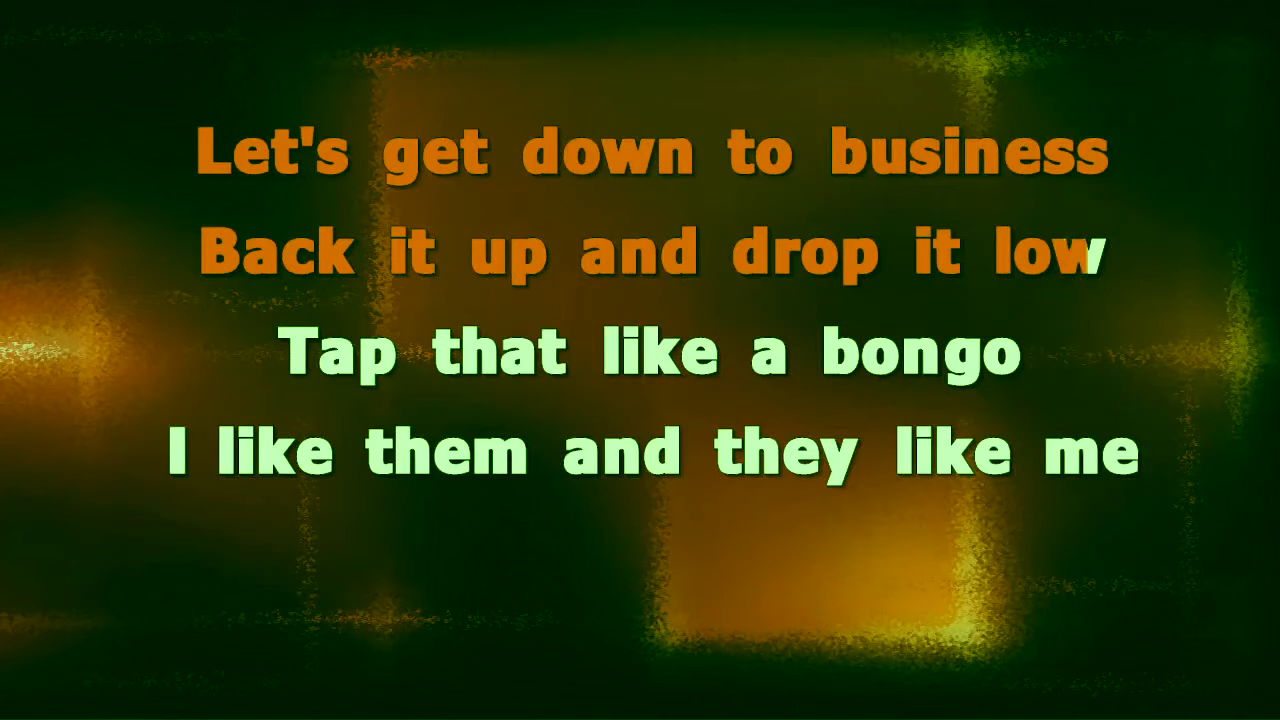 Let's get down to business
Back it up and drop it low
Tap that like a bongo
I like them and they like me